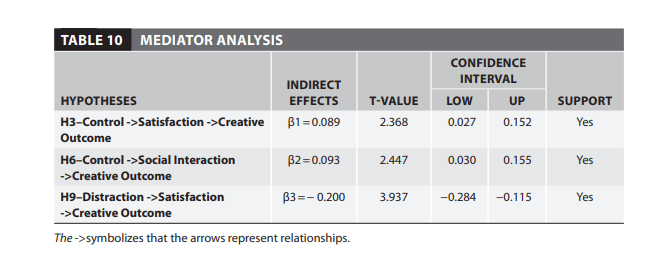 TABLE 10 MEDIATOR ANALYSIS
CONFIDENCE
INTERVAL
INDIRECT
HYPOTHESES EFFECTS T-VALUE LOW UP SUPPORT
H3–Control ->Satisfaction ->Creative β1=0.089 2.368 0.027 0.152 Yes
Outcome
H6–Control ->Social Interaction β2=0.093 2.447 0.030 0.155 Yes
->Creative Outcome
H9–Distraction ->Satisfaction β3=− 0.200 3.937 −0.284 −0.115 Yes
->Creative Outcome
The ->symbolizes that the arrows represent relationships.